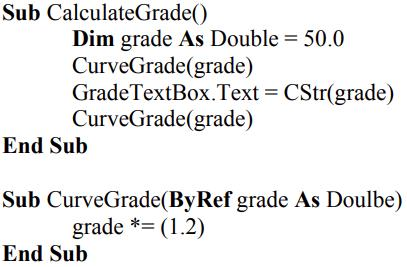 Sub CalculateGrade()
Dim grade As Double = 50.0
CurveGrade(grade)
GradeTextBox.Text = CStr(grade)
CurveGrade(grade)
End Sub
Sub CurveGrade(ByRef grade As Doulbe)
grade *= (1.2)
End Sub